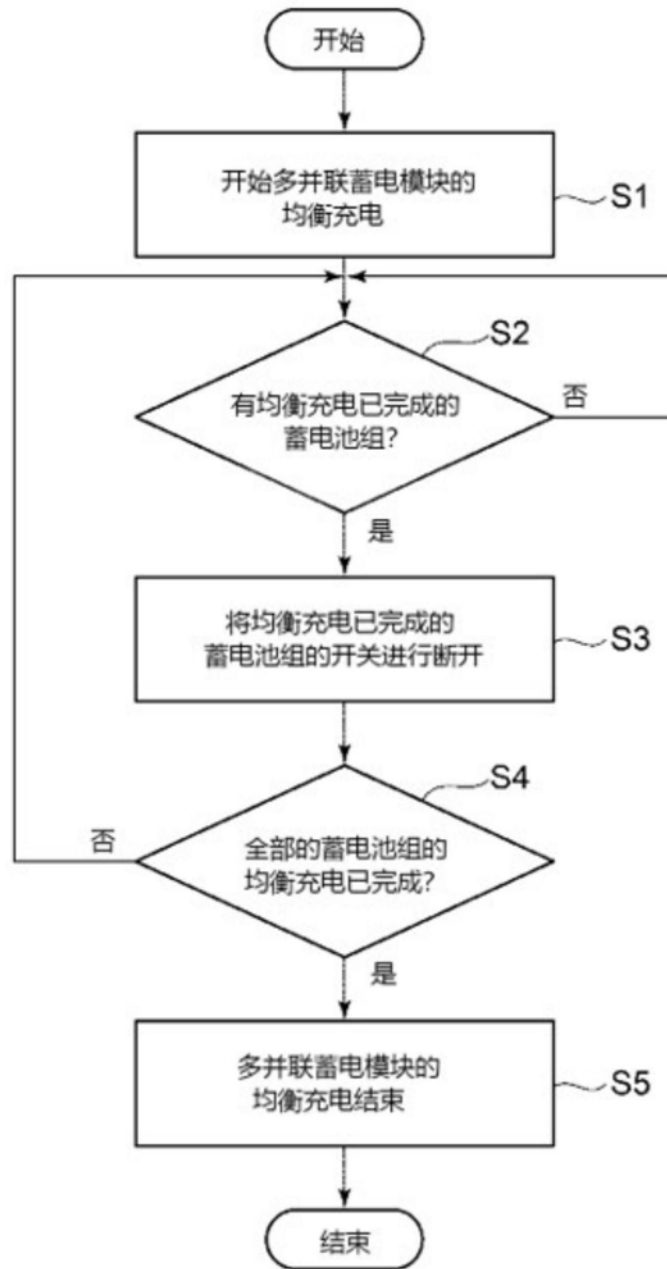 开始
开始多并联蓄电模块的
均衡充电
S1
S2
有均衡充电已完成的
蓄电池组?
否
是
将均衡充电已完成的
蓄电池组的开关进行断开
S3
S4
否
全部的蓄电池组的
均衡充电已完成?
是
多并联蓄电模块的
均衡充电结束
S5
结束